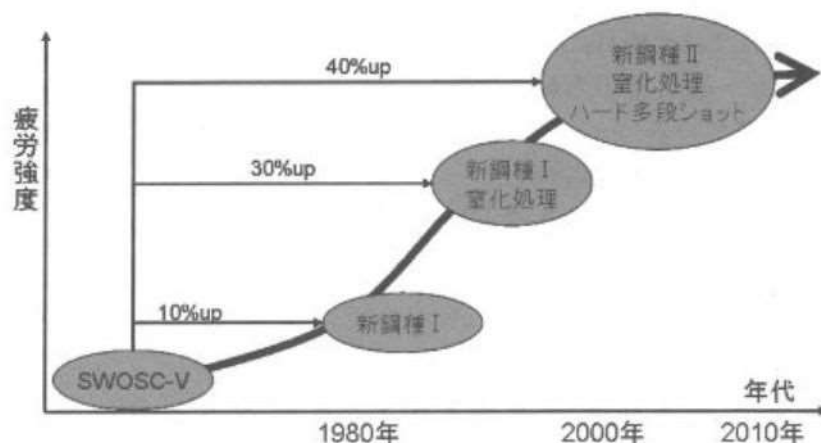 40%up
新鋼種Ⅱ
窒化処理
ハード多段ショット
疲労強度
30%up
新鋼種Ⅰ
窒化処理
10%up
新鋼種Ⅰ
SWOSC-V
年代
1980年
2000年
2010年